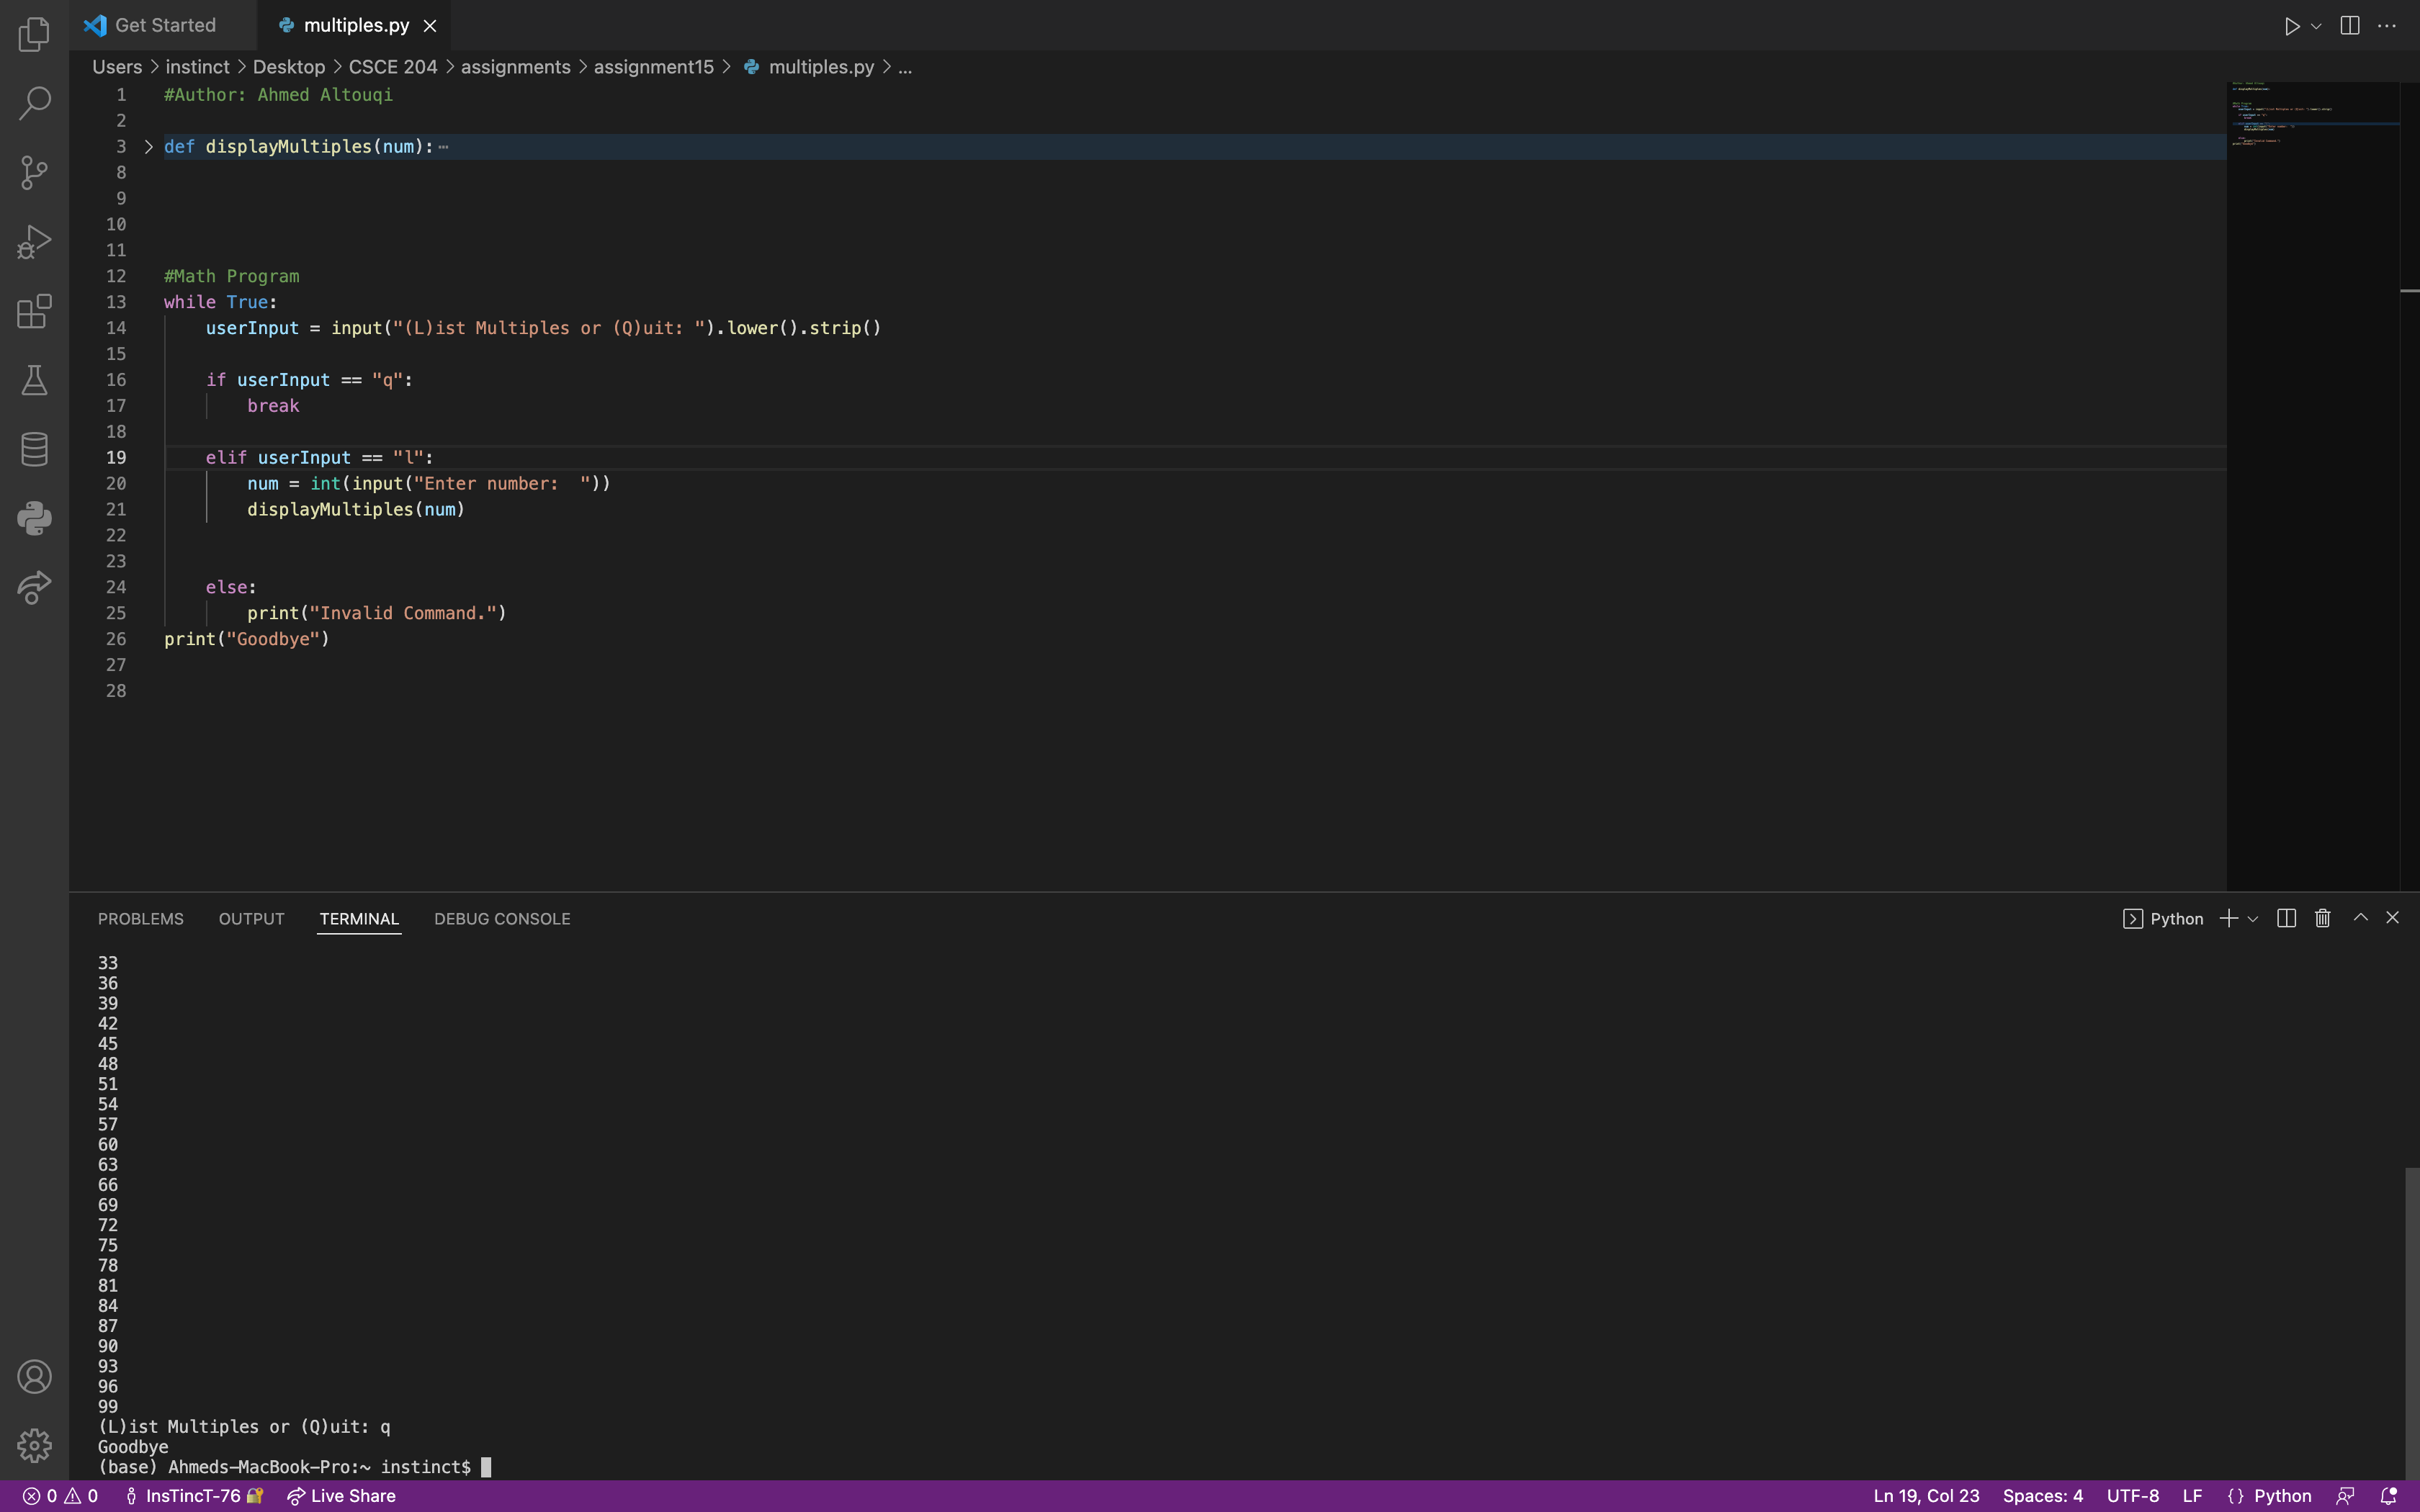 Get Started multiples.py
Users > instinct > Desktop > CSCE 204 > assignments > assignment15 > multiples.py > ...
1 #Author: Ahmed Altouqi
2
3 def displayMultiples(num): ⋯
8
9
10
11
12 #Math Program
13 while True:
14 userInput = input("(L)ist Multiples or (Q)uit: ").lower().strip()
15
16 if userInput == "q":
17 break
18
19 elif userInput == "l":
20 num = int(input("Enter number:  "))
21 displayMultiples(num)
22
23
24 else:
25 print("Invalid Command.")
26 print("Goodbye")
27
28
PROBLEMS OUTPUT TERMINAL DEBUG CONSOLE Python
33
36
39
42
45
48
51
54
57
60
63
66
69
72
75
78
81
84
87
90
93
96
99
(L)ist Multiples or (Q)uit: q
Goodbye
(base) Ahmeds-MacBook-Pro:~ instinct$
0 0 InsTincT-76 Live Share Ln 19, Col 23 Spaces: 4 UTF-8 LF {} Python